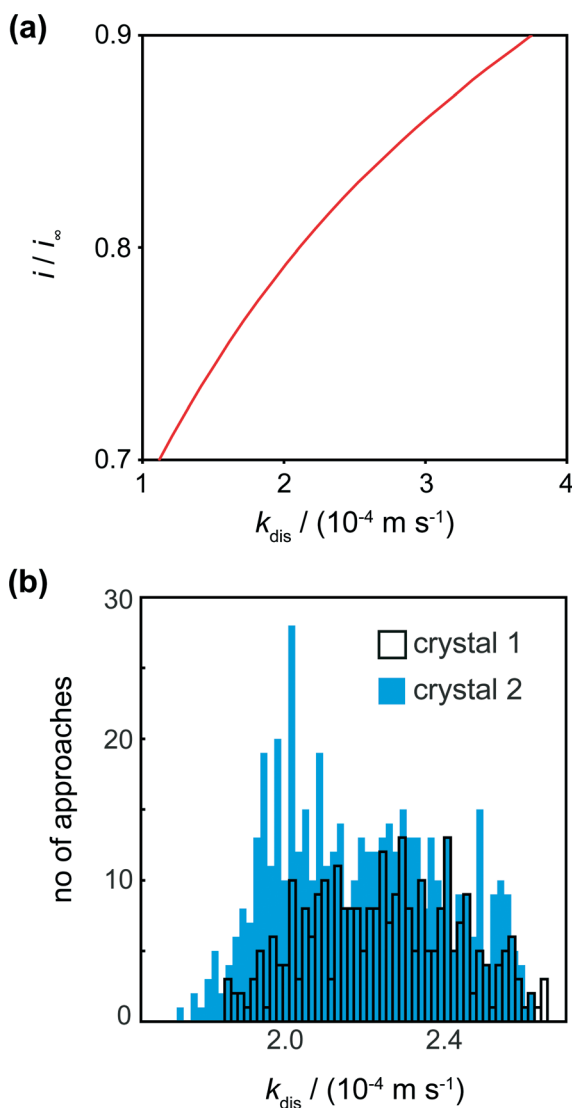 (a)
0.9
0.8
0.7
i / i∞
1 2 3 4
kdis / (10-4 m s-1)
(b)
30
20
10
0
no of approaches
crystal 1
crystal 2
2.0 2.4
kdis / (10-4 m s-1)